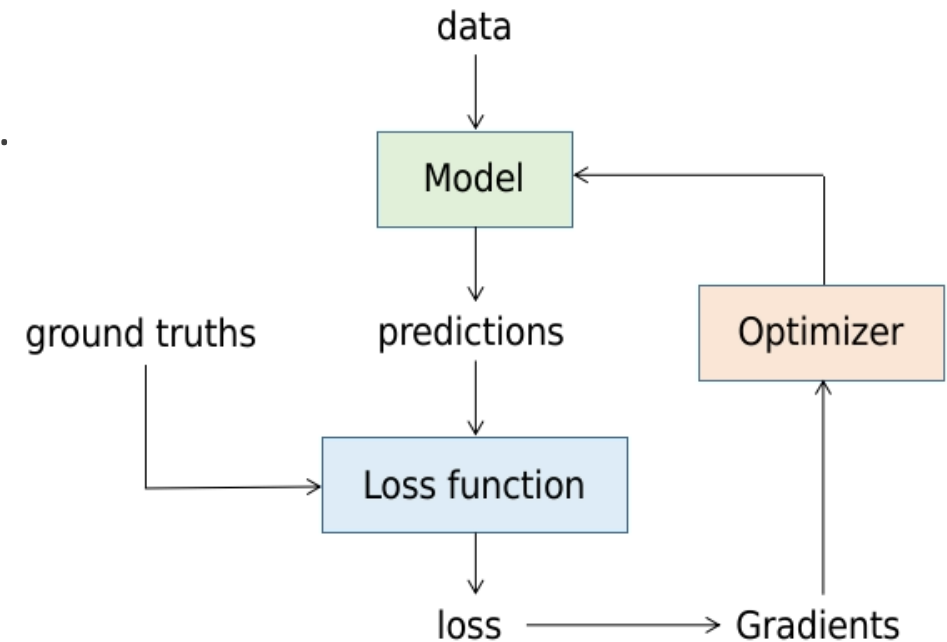 data
Model
ground truths
predictions
Optimizer
Loss function
loss
Gradients